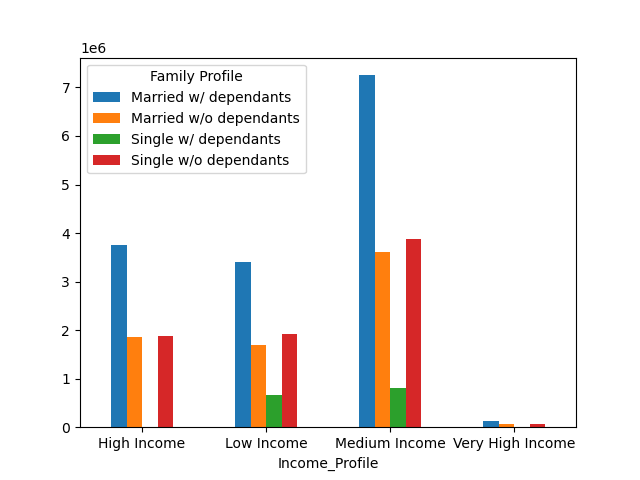 1e6
Family Profile
Married w/ dependants
Married w/o dependants
Single w/ dependants
Single w/o dependants
7
6
5
4
3
2
1
0
High Income Low Income Medium Income Very High Income
Income_Profile